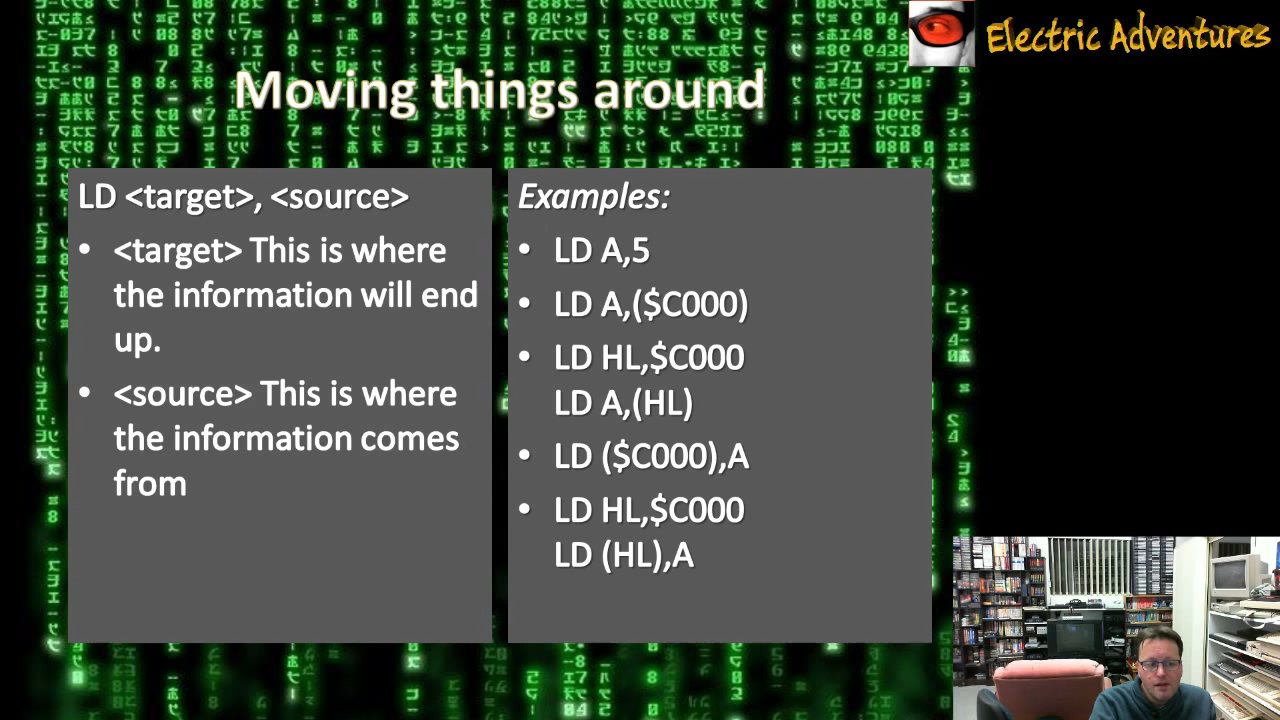 Electric Adventures
Moving things around
LD <target>, <source>
• <target> This is where
the information will end
up.
• <source> This is where
the information comes
from
Examples:
• LD A,5
• LD A,($C000)
• LD HL,$C000
LD A,(HL)
• LD ($C000),A
• LD HL,$C000
LD (HL),A